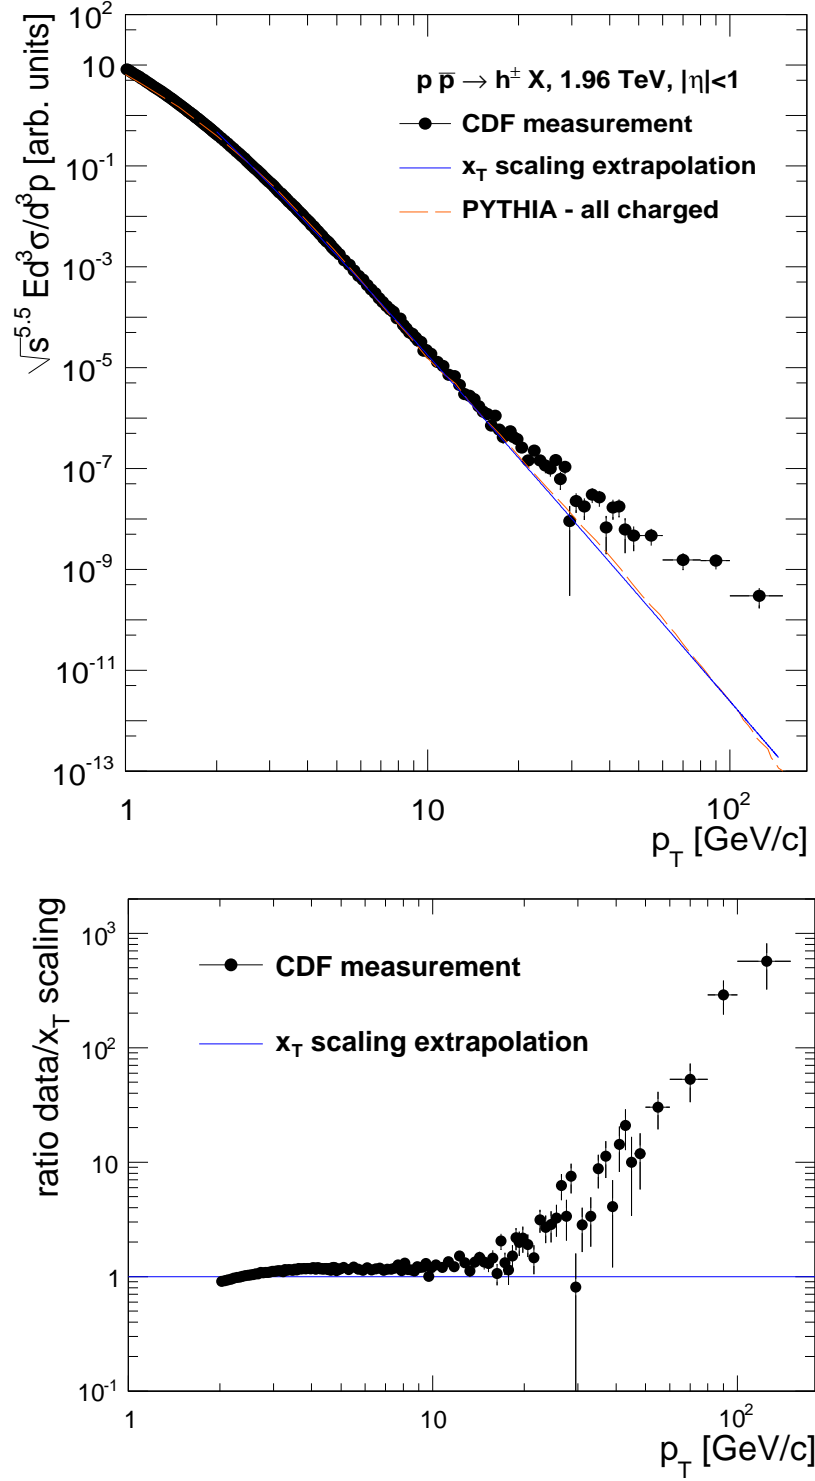 10²
10
10⁻¹
10⁻³
10⁻⁵
10⁻⁷
10⁻⁹
10⁻¹¹
10⁻¹³
√s⁵·⁵ Ed³σ/d³p [arb. units]
p p̅ → h± X, 1.96 TeV, |η|<1
CDF measurement
x_T scaling extrapolation
PYTHIA - all charged
1 10 10²
p_T [GeV/c]
10³
10²
10
1
10⁻¹
ratio data/x_T scaling
CDF measurement
x_T scaling extrapolation
1 10 10²
p_T [GeV/c]